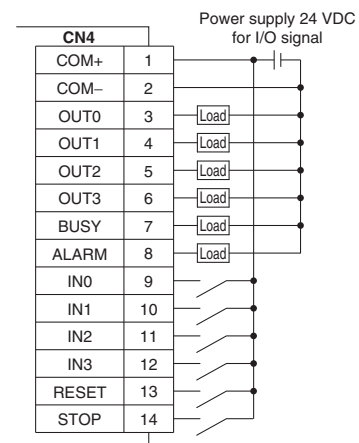 Power supply 24 VDC
for I/O signal
CN4
COM+ 1
COM– 2
OUT0 3 Load
OUT1 4 Load
OUT2 5 Load
OUT3 6 Load
BUSY 7 Load
ALARM 8 Load
IN0 9
IN1 10
IN2 11
IN3 12
RESET 13
STOP 14